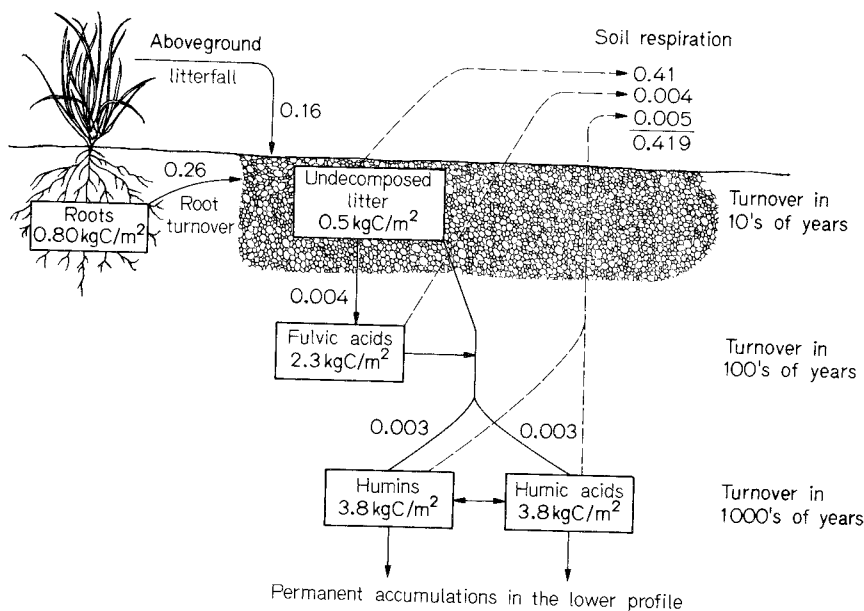 Soil respiration
Aboveground
litterfall
0.41
0.004
0.005
0.419
0.16
0.26
Root
turnover
Roots
0.80 kgC/m²
Undecomposed
litter
0.5 kgC/m²
Turnover in
10's of years
0.004
Fulvic acids
2.3 kgC/m²
Turnover in
100's of years
0.003
0.003
Humins
3.8 kgC/m²
Humic acids
3.8 kgC/m²
Turnover in
1000's of years
Permanent accumulations in the lower profile